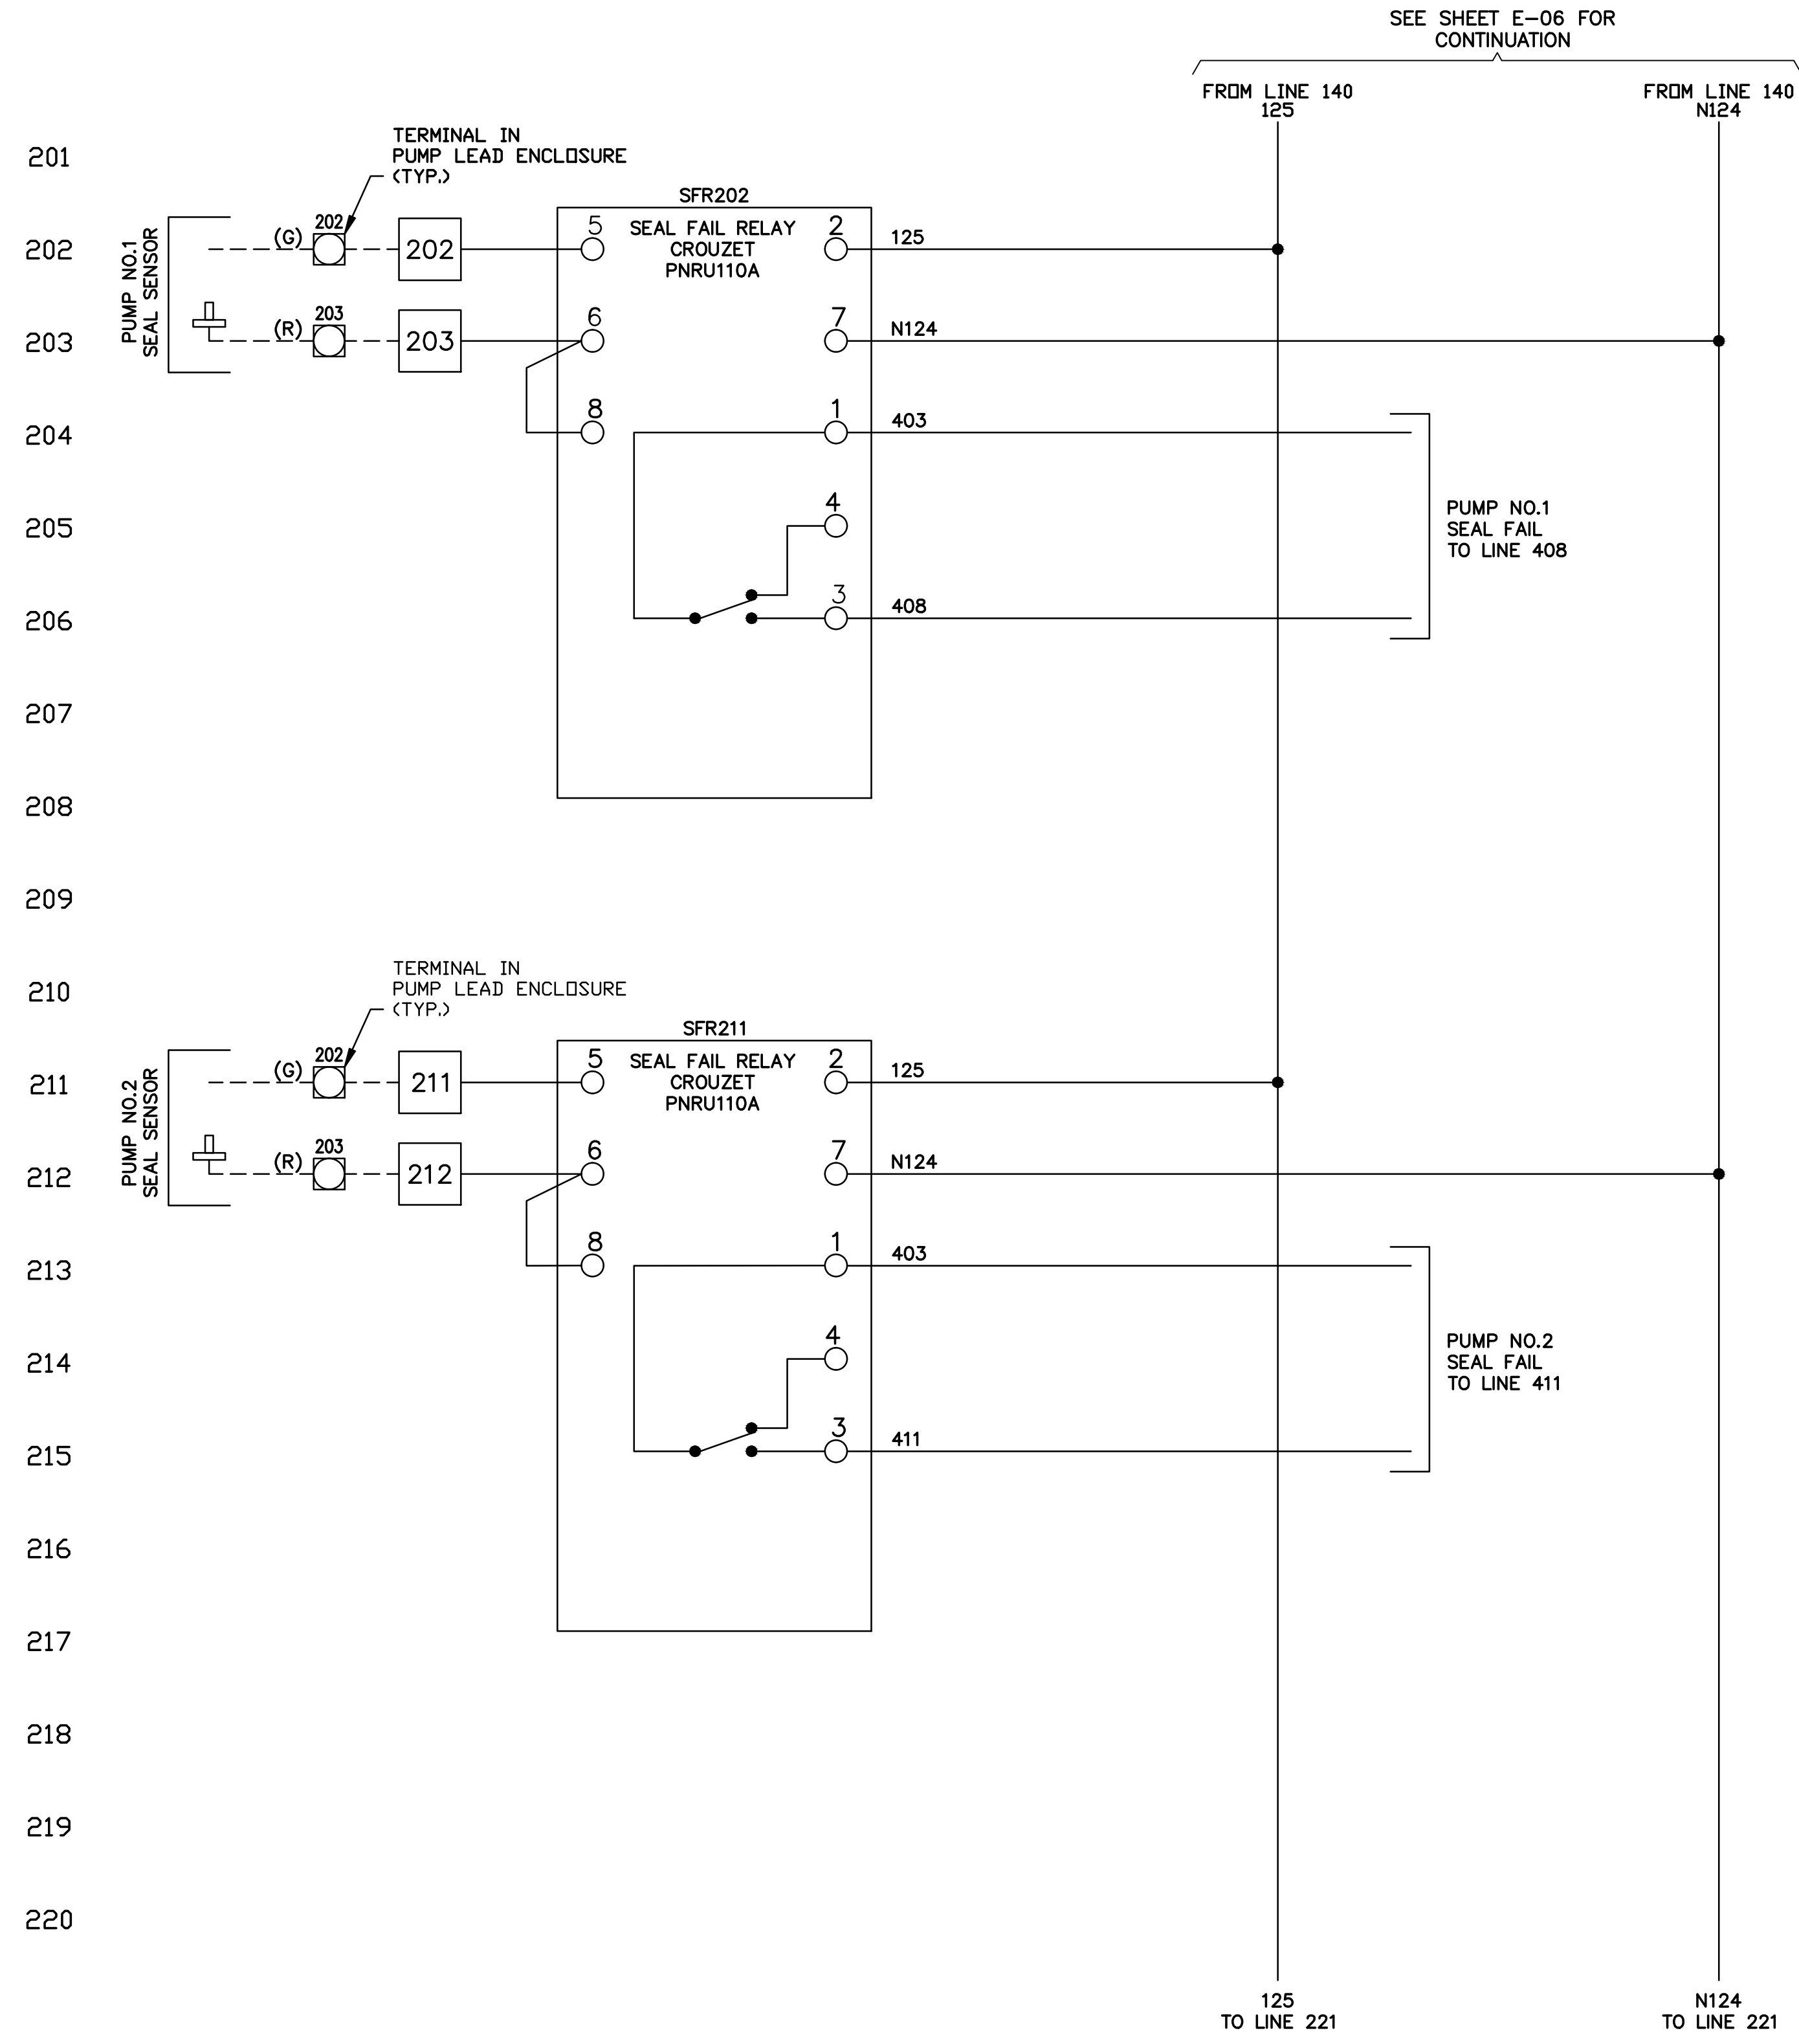 SEE SHEET E-06 FOR
CONTINUATION
FROM LINE 140
125
FROM LINE 140
N124
201
TERMINAL IN
PUMP LEAD ENCLOSURE
(TYP.)
SFR202
202
PUMP NO.1
SEAL SENSOR
(G)
202
202
5
SEAL FAIL RELAY
CROUZET
PNRU110A
2
125
203
(R)
203
203
6
7
N124
204
8
1
403
205
4
PUMP NO.1
SEAL FAIL
TO LINE 408
206
3
408
207
208
209
210
TERMINAL IN
PUMP LEAD ENCLOSURE
(TYP.)
SFR211
211
PUMP NO.2
SEAL SENSOR
(G)
202
211
5
SEAL FAIL RELAY
CROUZET
PNRU110A
2
125
212
(R)
203
212
6
7
N124
213
8
1
403
214
4
PUMP NO.2
SEAL FAIL
TO LINE 411
215
3
411
216
217
218
219
220
125
TO LINE 221
N124
TO LINE 221